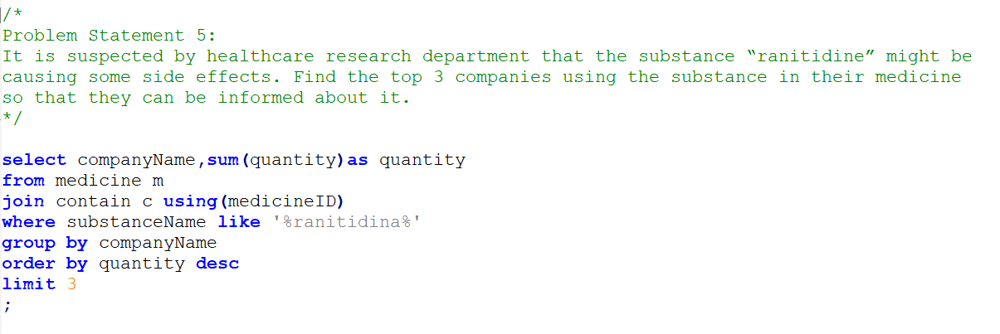 /*
Problem Statement 5:
It is suspected by healthcare research department that the substance “ranitidine” might be
causing some side effects. Find the top 3 companies using the substance in their medicine
so that they can be informed about it.
*/
select companyName,sum(quantity)as quantity
from medicine m
join contain c using(medicineID)
where substanceName like '%ranitidina%'
group by companyName
order by quantity desc
limit 3
;